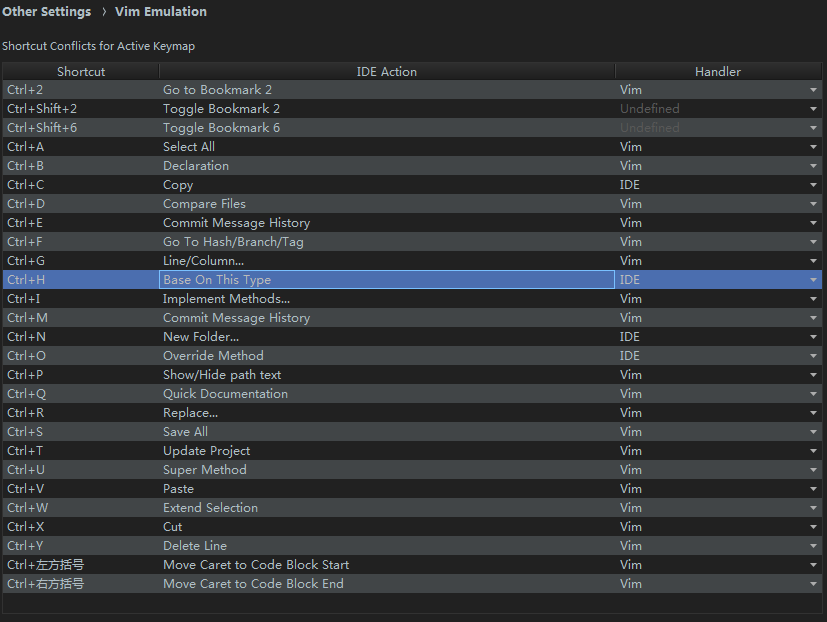 Other Settings › Vim Emulation
Shortcut Conflicts for Active Keymap
Shortcut IDE Action Handler
Ctrl+2 Go to Bookmark 2 Vim
Ctrl+Shift+2 Toggle Bookmark 2 Undefined
Ctrl+Shift+6 Toggle Bookmark 6 Undefined
Ctrl+A Select All Vim
Ctrl+B Declaration Vim
Ctrl+C Copy IDE
Ctrl+D Compare Files Vim
Ctrl+E Commit Message History Vim
Ctrl+F Go To Hash/Branch/Tag Vim
Ctrl+G Line/Column... Vim
Ctrl+H Base On This Type IDE
Ctrl+I Implement Methods... Vim
Ctrl+M Commit Message History Vim
Ctrl+N New Folder... IDE
Ctrl+O Override Method IDE
Ctrl+P Show/Hide path text Vim
Ctrl+Q Quick Documentation Vim
Ctrl+R Replace... Vim
Ctrl+S Save All Vim
Ctrl+T Update Project Vim
Ctrl+U Super Method Vim
Ctrl+V Paste Vim
Ctrl+W Extend Selection Vim
Ctrl+X Cut Vim
Ctrl+Y Delete Line Vim
Ctrl+左方括号 Move Caret to Code Block Start Vim
Ctrl+右方括号 Move Caret to Code Block End Vim